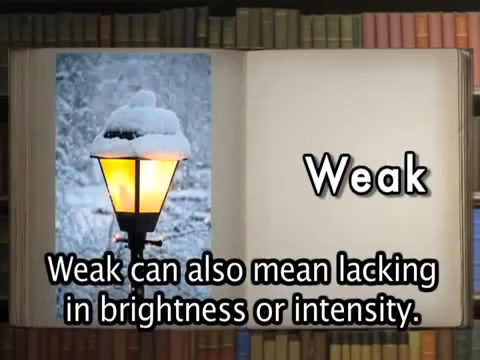 Weak
Weak can also mean lacking
in brightness or intensity.